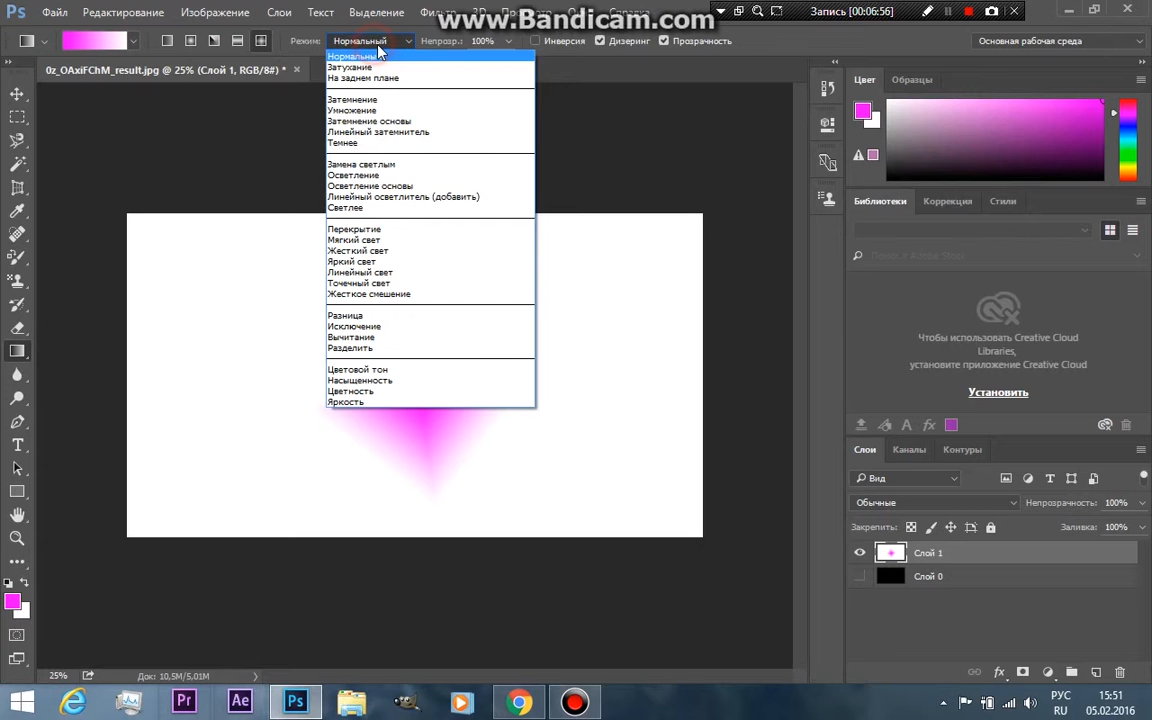 www.Bandicam.com
Запись [00:06:56]
Ps Файл Редактирование Изображение Слои Текст Выделение
Режим: Нормальный Непрозр.: 100% Инверсия Дизеринг Прозрачность Основная рабочая среда
0z_OAxiFChM_result.jpg @ 25% (Слой 1, RGB/8#) *
Затухание
На заднем плане
Затемнение
Умножение
Затемнение основы
Линейный затемнитель
Темнее
Замена светлым
Осветление
Осветление основы
Линейный осветлитель (добавить)
Светлее
Перекрытие
Мягкий свет
Жесткий свет
Яркий свет
Линейный свет
Точечный свет
Жесткое смешение
Разница
Исключение
Вычитание
Разделить
Цветовой тон
Насыщенность
Цветность
Яркость
Цвет Образцы
Библиотеки Коррекция Стили
Поиск в Adobe Stock
Чтобы использовать Creative Cloud
Libraries,
установите приложение Creative Cloud
Установить
Слои Каналы Контуры
Вид
Обычные Непрозрачность: 100%
Закрепить: Заливка: 100%
Слой 1
Слой 0
25% Док: 10,5M/5,01M
Pr Ae Ps
РУС 15:51
RU 05.02.2016